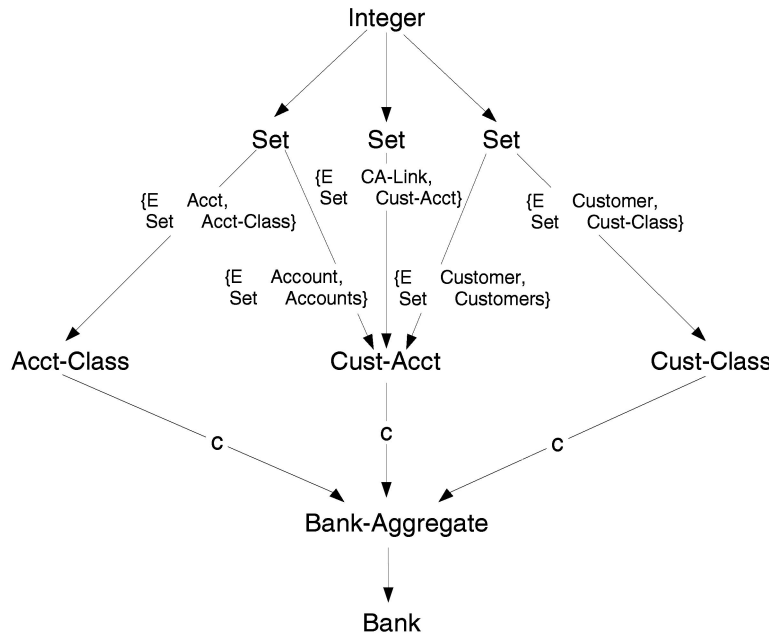 Integer
Set Set Set
{E Acct,
Set Acct-Class}
{E CA-Link,
Set Cust-Acct}
{E Customer,
Set Cust-Class}
{E Account,
Set Accounts}
{E Customer,
Set Customers}
Acct-Class Cust-Acct Cust-Class
c c c
Bank-Aggregate
Bank